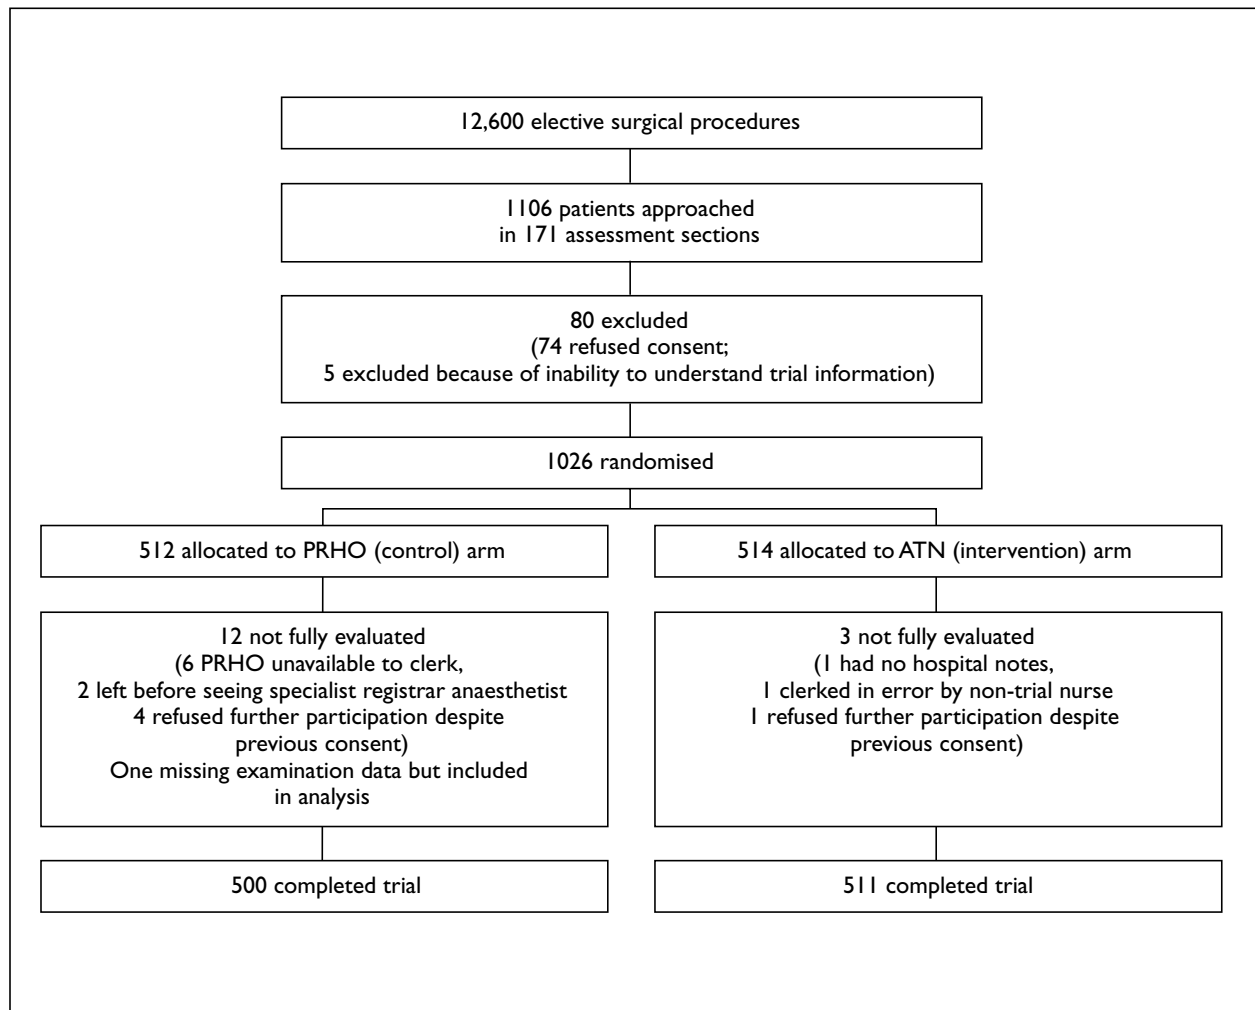 12,600 elective surgical procedures
1106 patients approached
in 171 assessment sections
80 excluded
(74 refused consent;
5 excluded because of inability to understand trial information)
1026 randomised
512 allocated to PRHO (control) arm
514 allocated to ATN (intervention) arm
12 not fully evaluated
(6 PRHO unavailable to clerk,
2 left before seeing specialist registrar anaesthetist
4 refused further participation despite
previous consent)
One missing examination data but included
in analysis
3 not fully evaluated
(1 had no hospital notes,
1 clerked in error by non-trial nurse
1 refused further participation despite
previous consent)
500 completed trial
511 completed trial